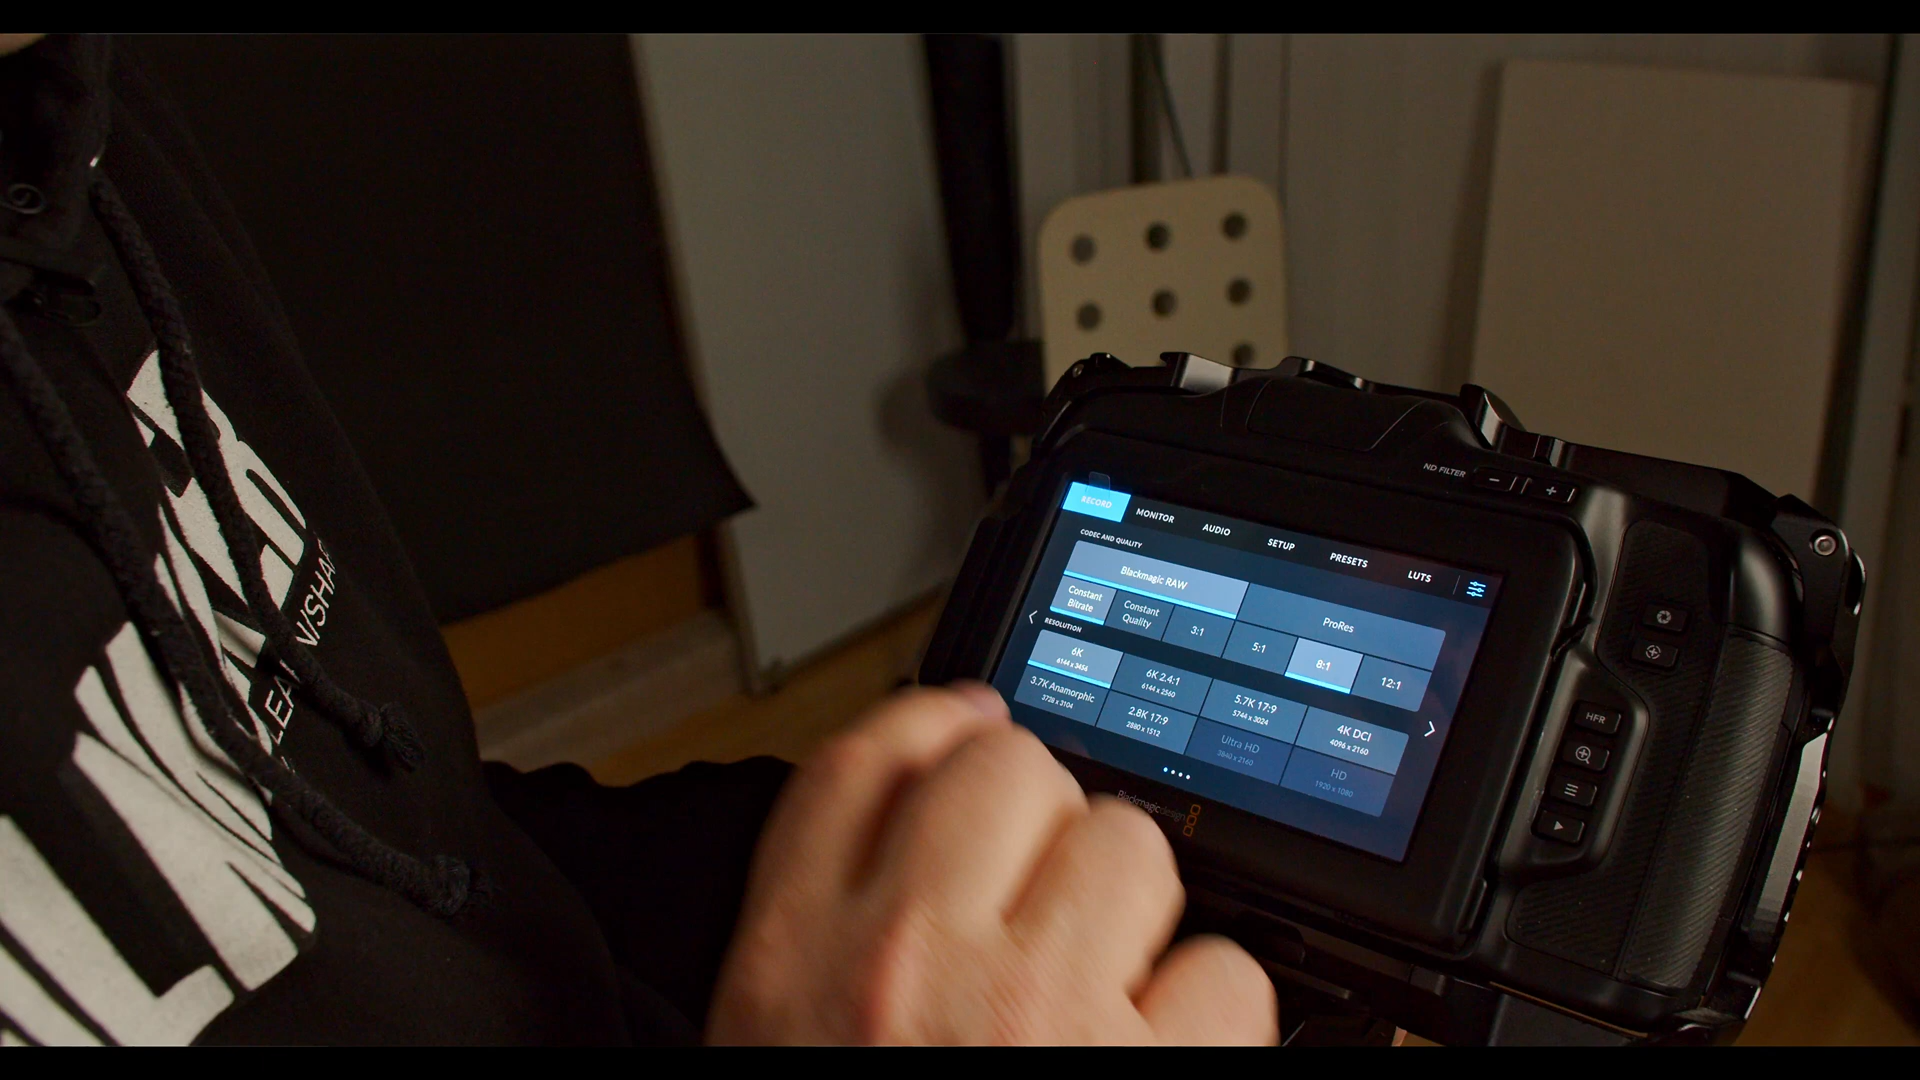 ND FILTER
RECORD MONITOR AUDIO SETUP PRESETS LUTS
CODEC AND QUALITY
Blackmagic RAW ProRes
Constant Bitrate Constant Quality 3:1 5:1 8:1 12:1
RESOLUTION
6K 6K 2.4:1 5.7K 17:9 4K DCI
6144 x 3456 6144 x 2560 5744 x 3024 4096 x 2160
3.7K Anamorphic 2.8K 17:9 Ultra HD HD
3728 x 3104 2880 x 1512 3840 x 2160 1920 x 1080
Blackmagicdesign
HFR